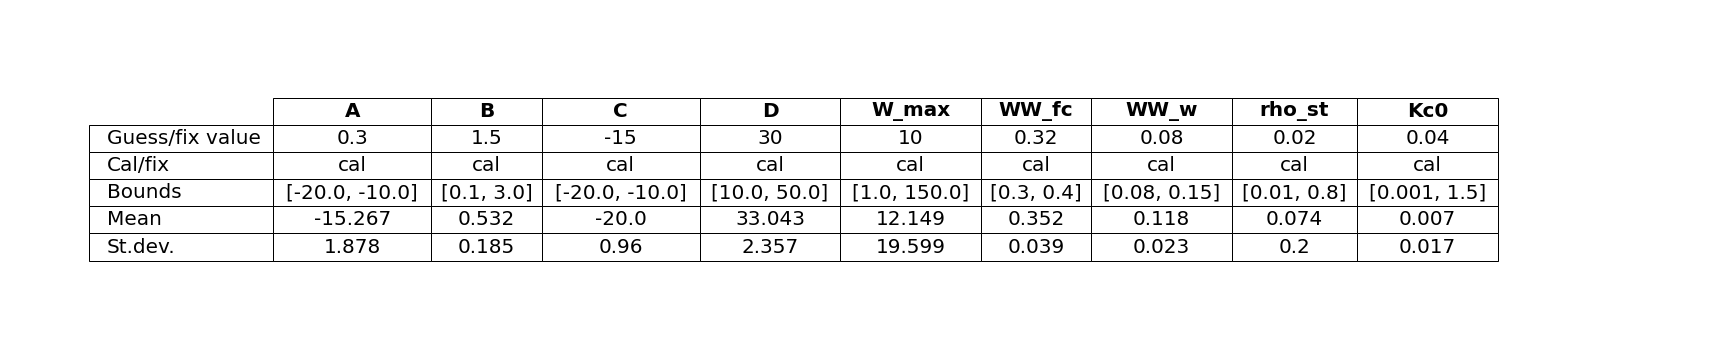 A B C D W_max WW_fc WW_w rho_st Kc0
Guess/fix value 0.3 1.5 -15 30 10 0.32 0.08 0.02 0.04
Cal/fix cal cal cal cal cal cal cal cal cal
Bounds [-20.0, -10.0] [0.1, 3.0] [-20.0, -10.0] [10.0, 50.0] [1.0, 150.0] [0.3, 0.4] [0.08, 0.15] [0.01, 0.8] [0.001, 1.5]
Mean -15.267 0.532 -20.0 33.043 12.149 0.352 0.118 0.074 0.007
St.dev. 1.878 0.185 0.96 2.357 19.599 0.039 0.023 0.2 0.017